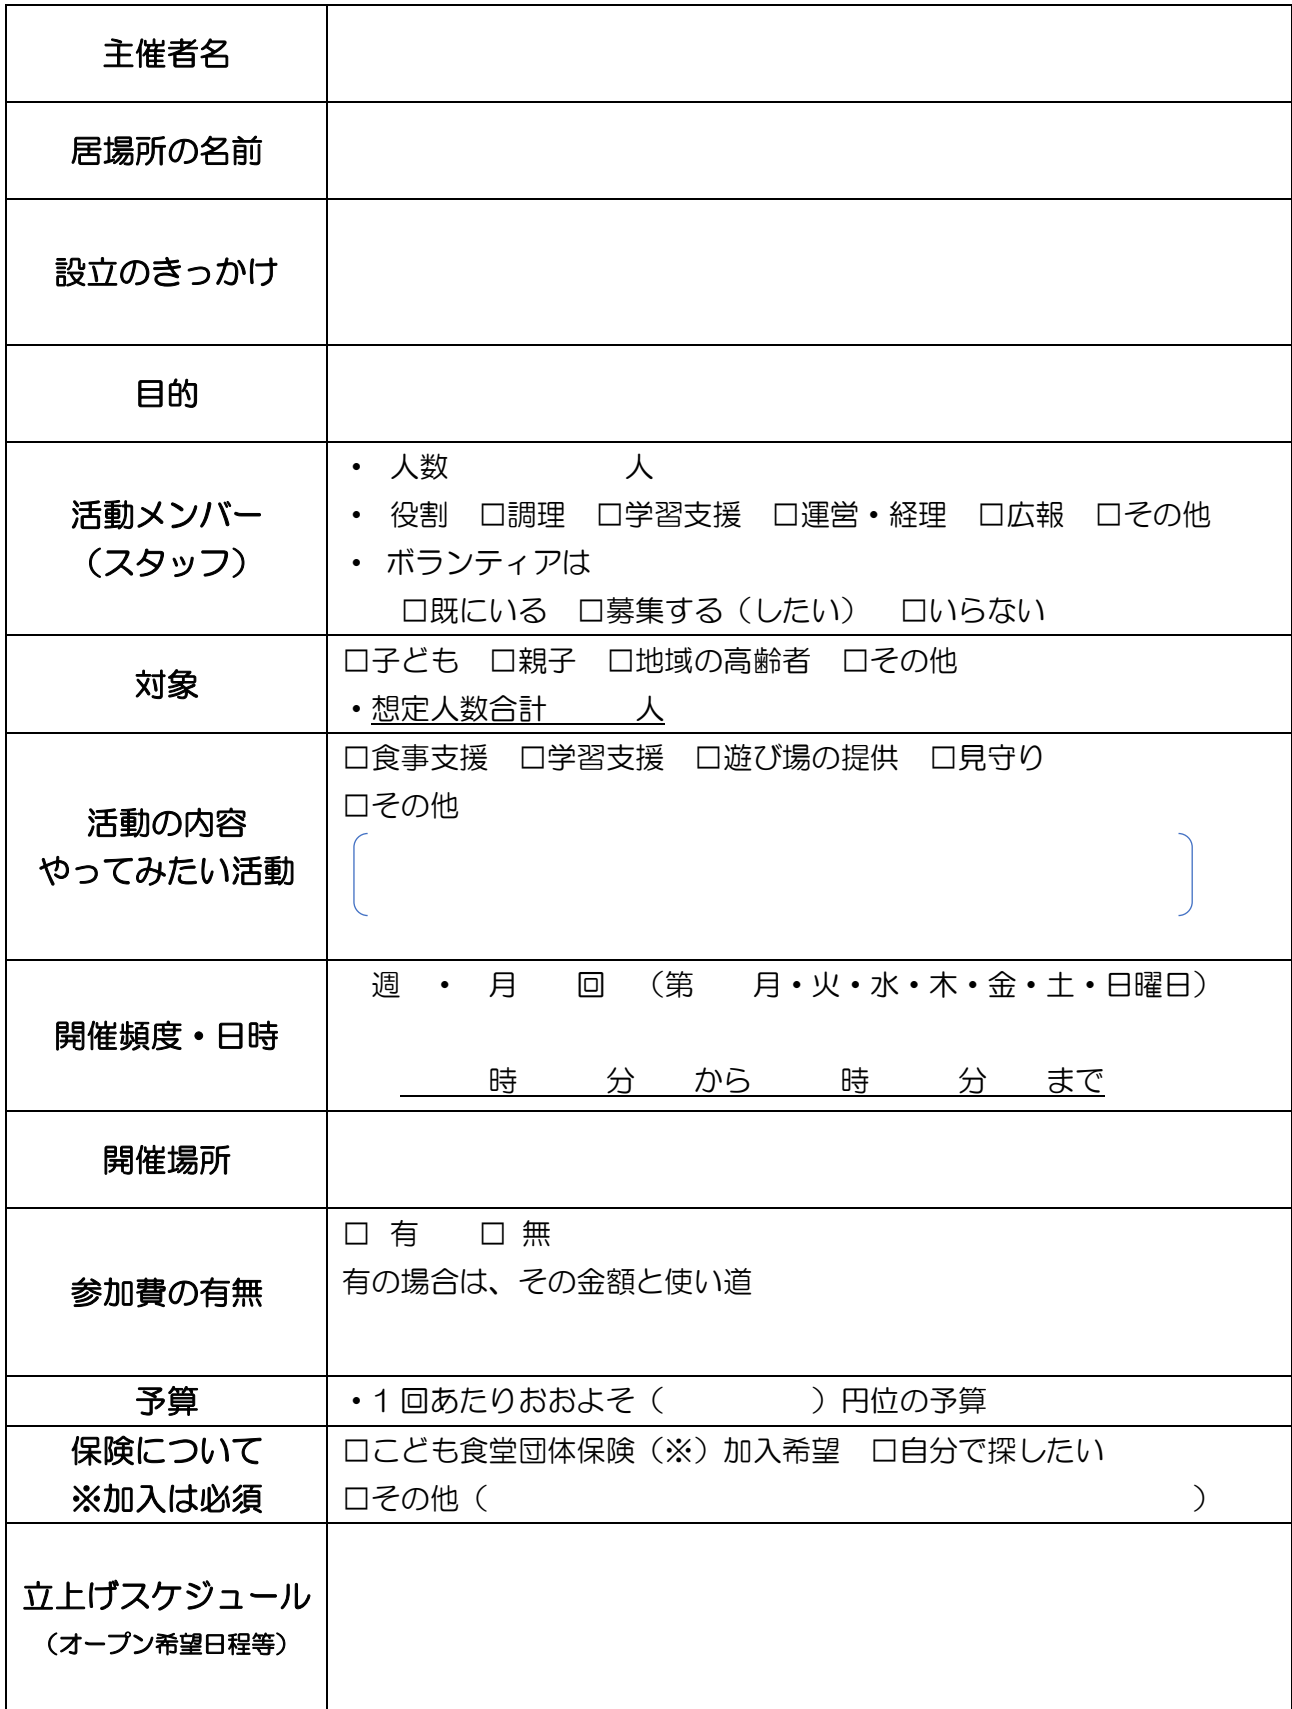 主催者名
居場所の名前
設立のきっかけ
目的
活動メンバー
（スタッフ）
・ 人数　　　　　　人
・ 役割　□調理　□学習支援　□運営・経理　□広報　□その他
・ ボランティアは
□既にいる　□募集する（したい）　□いらない
対象
□子ども　□親子　□地域の高齢者　□その他
・想定人数合計　　　人
活動の内容
やってみたい活動
□食事支援　□学習支援　□遊び場の提供　□見守り
□その他
開催頻度・日時
週　・　月　　回　（第　　月・火・水・木・金・土・日曜日）
時　　　分　　から　　　時　　　分　　まで
開催場所
参加費の有無
□ 有　　□ 無
有の場合は、その金額と使い道
予算
・1 回あたりおおよそ（　　　　　）円位の予算
保険について
※加入は必須
□こども食堂団体保険（※）加入希望　□自分で探したい
□その他（　　　　　　　　　　　　　　　　　　　　　　　　）
立上げスケジュール
（オープン希望日程等）